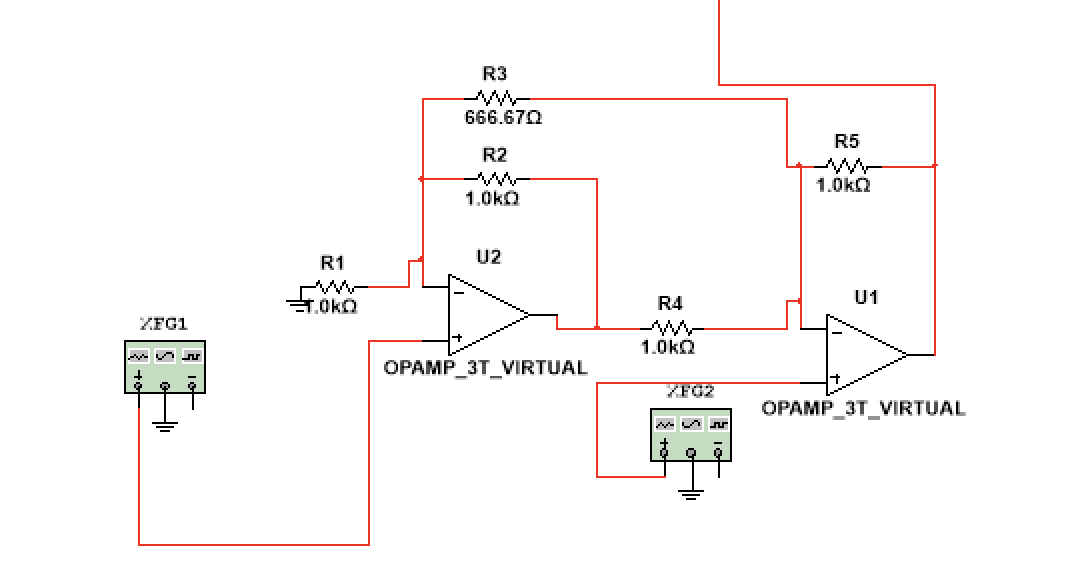 R3
666.67Ω
R5
1.0kΩ
R2
1.0kΩ
U2
R1
1.0kΩ
U1
R4
1.0kΩ
XFG1
OPAMP_3T_VIRTUAL
XFG2
OPAMP_3T_VIRTUAL